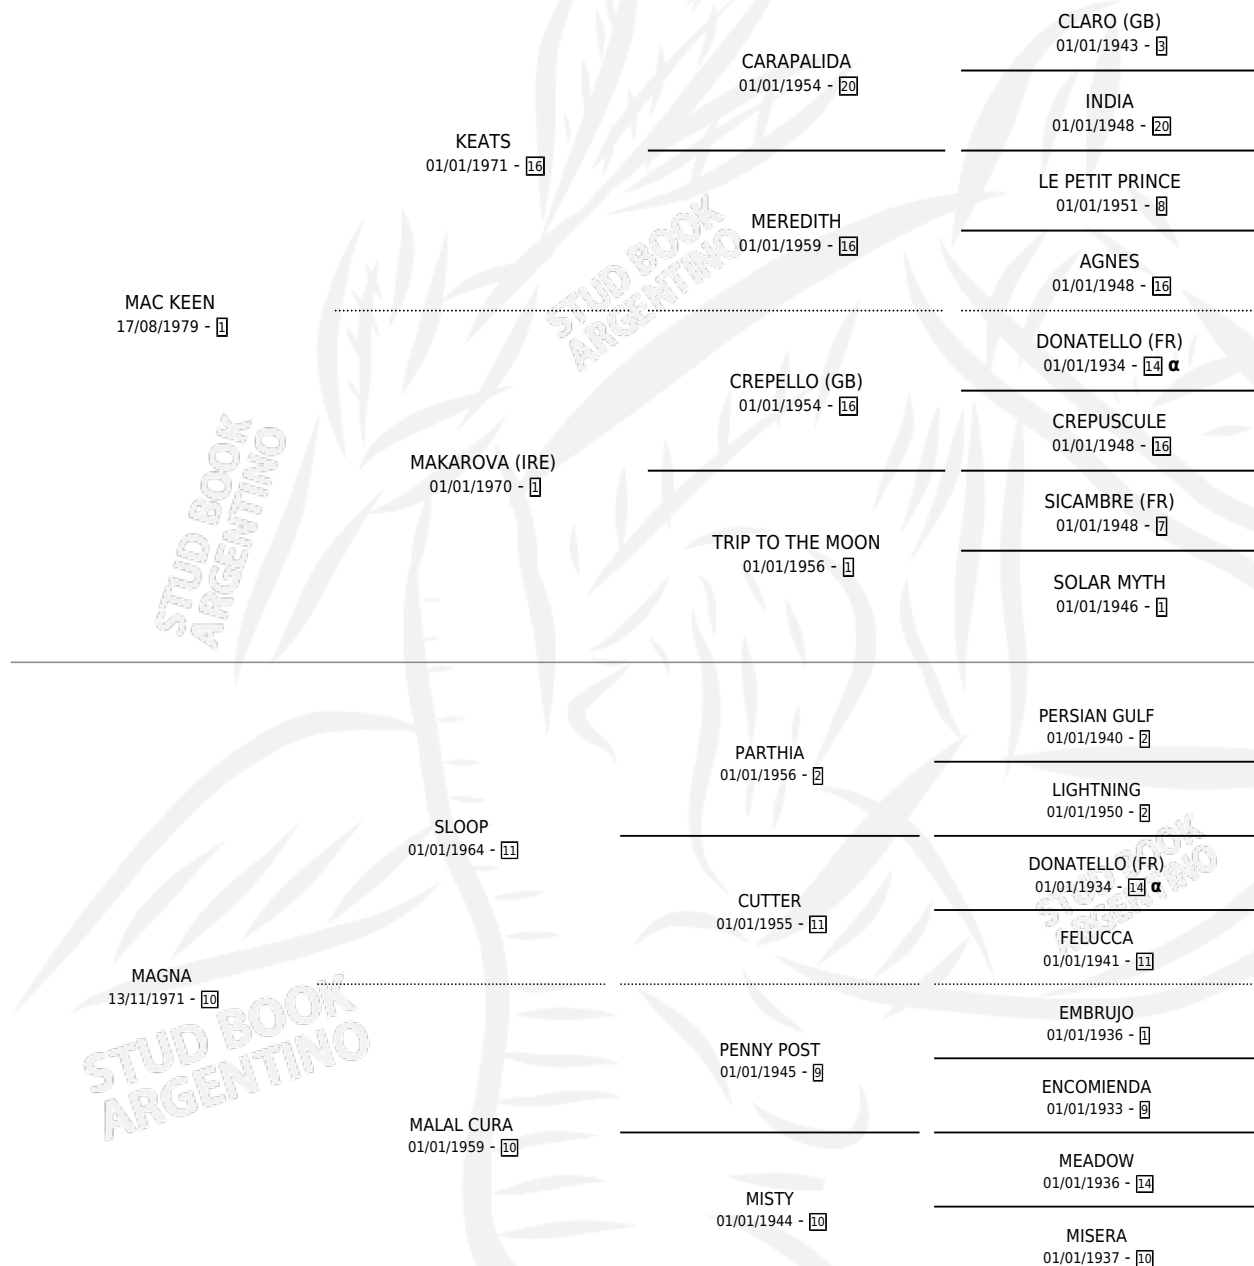 CLARO (GB)
01/01/1943 - 3
CARAPALIDA
01/01/1954 - 20
INDIA
01/01/1948 - 20
KEATS
01/01/1971 - 16
LE PETIT PRINCE
01/01/1951 - 8
MEREDITH
01/01/1959 - 16
AGNES
01/01/1948 - 16
MAC KEEN
17/08/1979 - 1
DONATELLO (FR)
01/01/1934 - 14 α
CREPELLO (GB)
01/01/1954 - 16
CREPUSCULE
01/01/1948 - 16
MAKAROVA (IRE)
01/01/1970 - 1
SICAMBRE (FR)
01/01/1948 - 7
TRIP TO THE MOON
01/01/1956 - 1
SOLAR MYTH
01/01/1946 - 1
PERSIAN GULF
01/01/1940 - 2
PARTHIA
01/01/1956 - 2
LIGHTNING
01/01/1950 - 2
SLOOP
01/01/1964 - 11
DONATELLO (FR)
01/01/1934 - 14 α
CUTTER
01/01/1955 - 11
FELUCCA
01/01/1941 - 11
MAGNA
13/11/1971 - 10
EMBRUJO
01/01/1936 - 1
PENNY POST
01/01/1945 - 9
ENCOMIENDA
01/01/1933 - 9
MALAL CURA
01/01/1959 - 10
MEADOW
01/01/1936 - 14
MISTY
01/01/1944 - 10
MISERA
01/01/1937 - 10
STUD BOOK
ARGENTINO
STUD BOOK
ARGENTINO
STUD BOOK
ARGENTINO
STUD BOOK
ARGENTINO